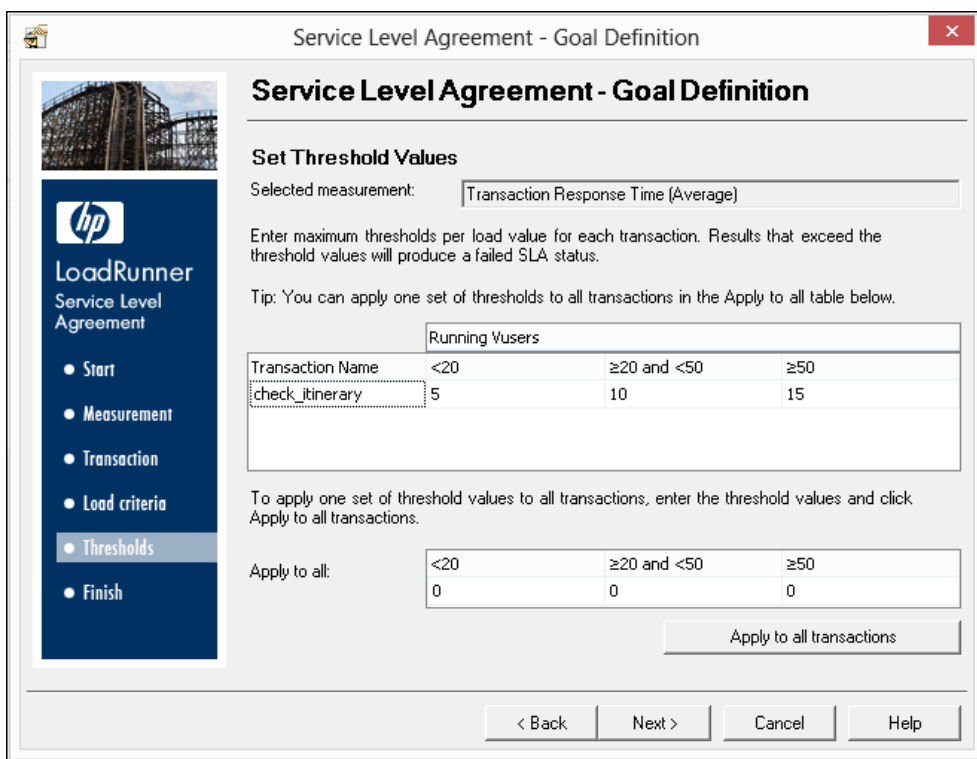 Service Level Agreement - Goal Definition
Service Level Agreement - Goal Definition
Set Threshold Values
Selected measurement: Transaction Response Time (Average)
Enter maximum thresholds per load value for each transaction. Results that exceed the
threshold values will produce a failed SLA status.
Tip: You can apply one set of thresholds to all transactions in the Apply to all table below.
Running Vusers
Transaction Name <20 ≥20 and <50 ≥50
check_itinerary 5 10 15
To apply one set of threshold values to all transactions, enter the threshold values and click
Apply to all transactions.
Apply to all:
<20 ≥20 and <50 ≥50
0 0 0
Apply to all transactions
hp
LoadRunner
Service Level
Agreement
Start
Measurement
Transaction
Load criteria
Thresholds
Finish
< Back Next > Cancel Help